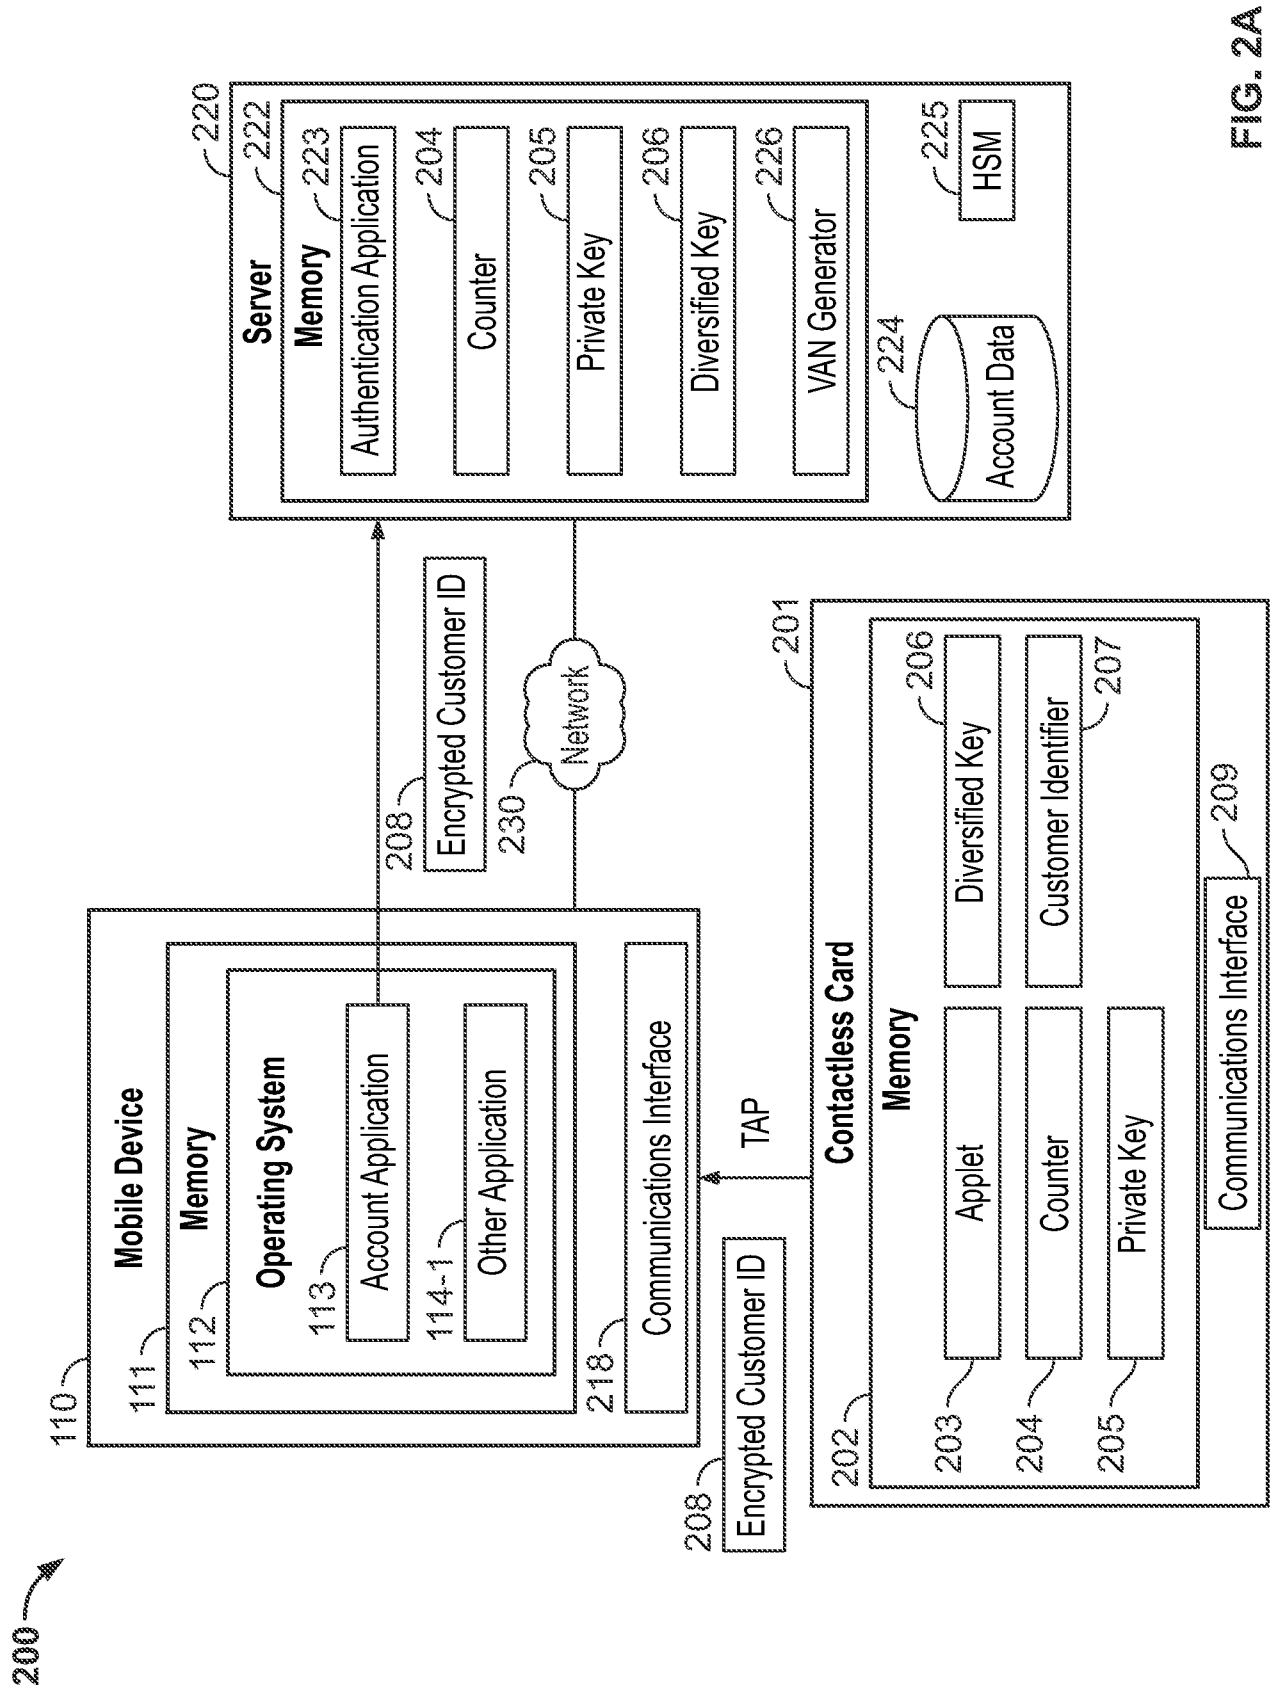 200
110
Mobile Device
111
Memory
112
Operating System
113
Account Application
114-1
Other Application
218
Communications Interface
208
Encrypted Customer ID
230
Network
220
Server
222
Memory
223
Authentication Application
204
Counter
205
Private Key
206
Diversified Key
226
VAN Generator
224
Account Data
225
HSM
208
Encrypted Customer ID
TAP
201
Contactless Card
202
Memory
203
Applet
206
Diversified Key
204
Counter
Customer Identifier
207
205
Private Key
Communications Interface
209
FIG. 2A